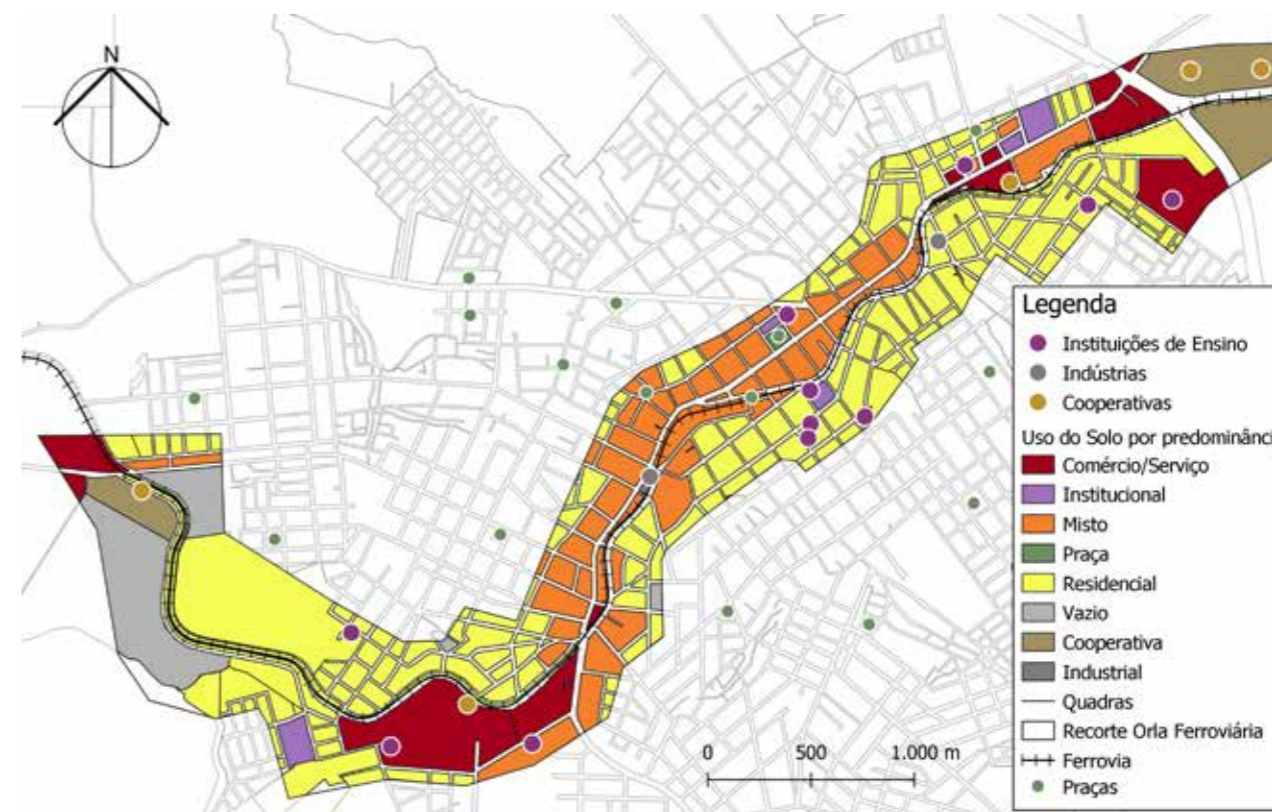 N
Legenda
Instituições de Ensino
Indústrias
Cooperativas
Uso do Solo por predominânci
Comércio/Serviço
Institucional
Misto
Praça
Residencial
Vazio
Cooperativa
Industrial
Quadras
Recorte Orla Ferroviária
Ferrovia
Praças
0 500 1.000 m